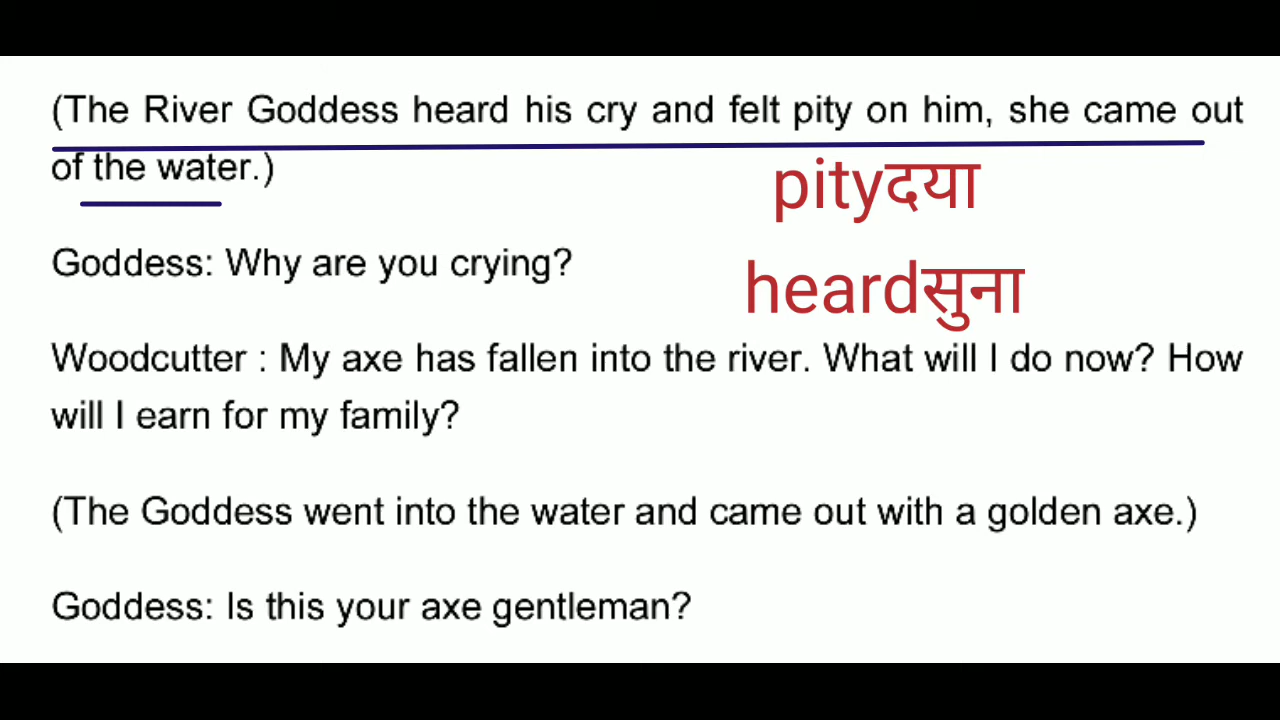 (The River Goddess heard his cry and felt pity on him, she came out
of the water.)
pityदया
Goddess: Why are you crying?
heardसुना
Woodcutter : My axe has fallen into the river. What will I do now? How
will I earn for my family?
(The Goddess went into the water and came out with a golden axe.)
Goddess: Is this your axe gentleman?